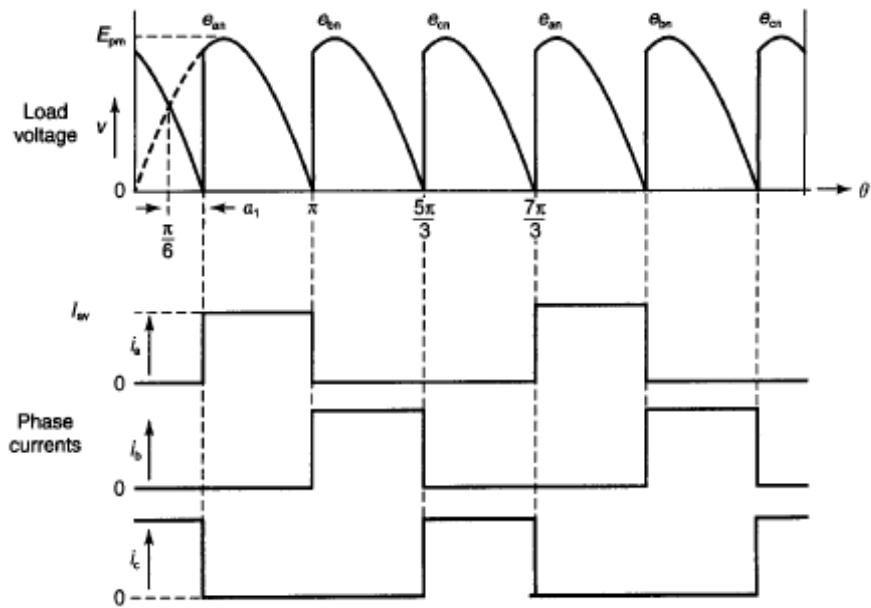 e_an e_bn e_cn e_an e_bn e_cn
E_pm
Load
voltage
v
0
θ
π/6
α₁
π
5π/3
7π/3
I_av
i_a
0
Phase
currents
i_b
0
i_c
0